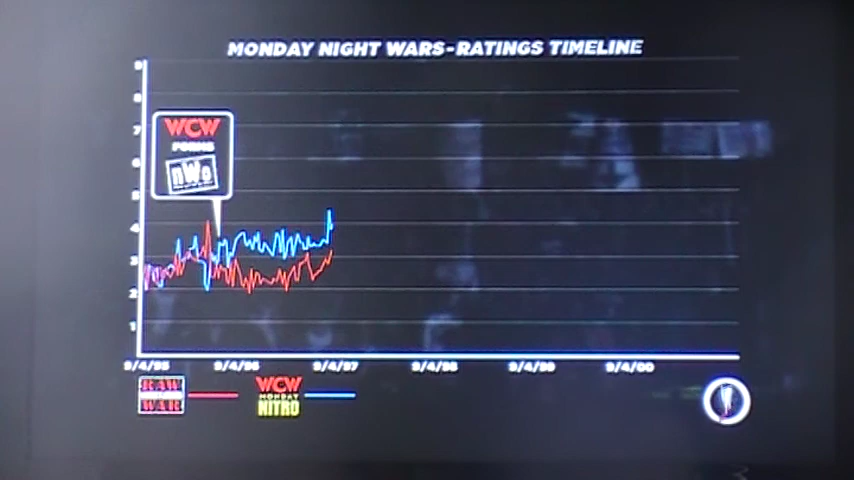 MONDAY NIGHT WARS-RATINGS TIMELINE
9
8
7
6
5
4
3
2
1
WCW
FORMS
nWo
9/4/95
9/4/96
9/4/97
9/4/98
9/4/99
9/4/00
RAW
WAR
WCW
MONDAY
NITRO